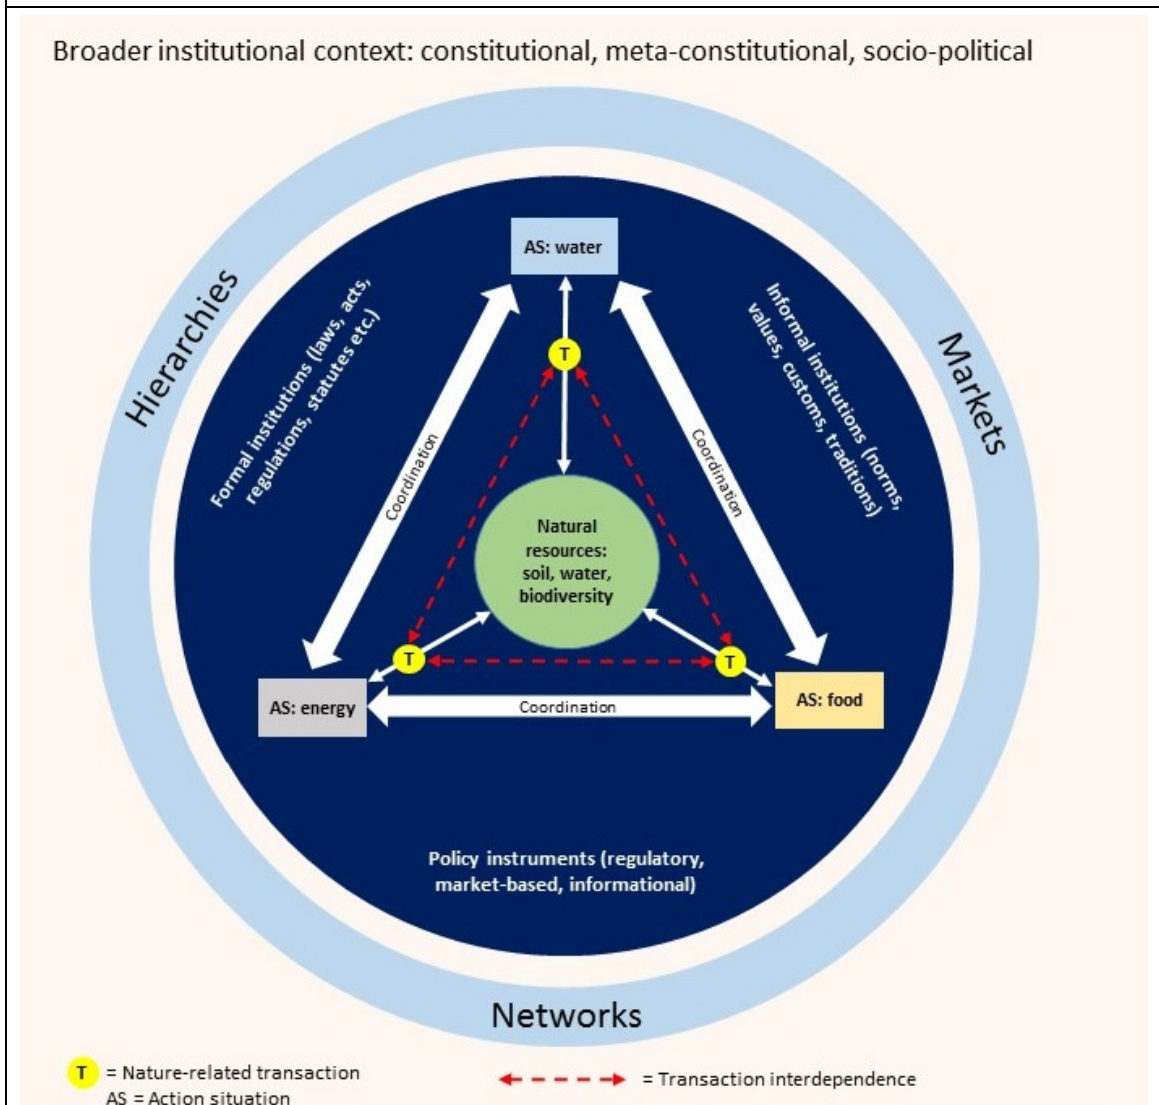 Broader institutional context: constitutional, meta-constitutional, socio-political
Hierarchies
Markets
Networks
Formal institutions (laws, acts,
regulations, statutes etc.)
Informal institutions (norms,
values, customs, traditions)
AS: water
T
Coordination
Coordination
Natural
resources:
soil, water,
biodiversity
T
T
AS: energy
Coordination
AS: food
Policy instruments (regulatory,
market-based, informational)
T = Nature-related transaction
AS = Action situation
= Transaction interdependence